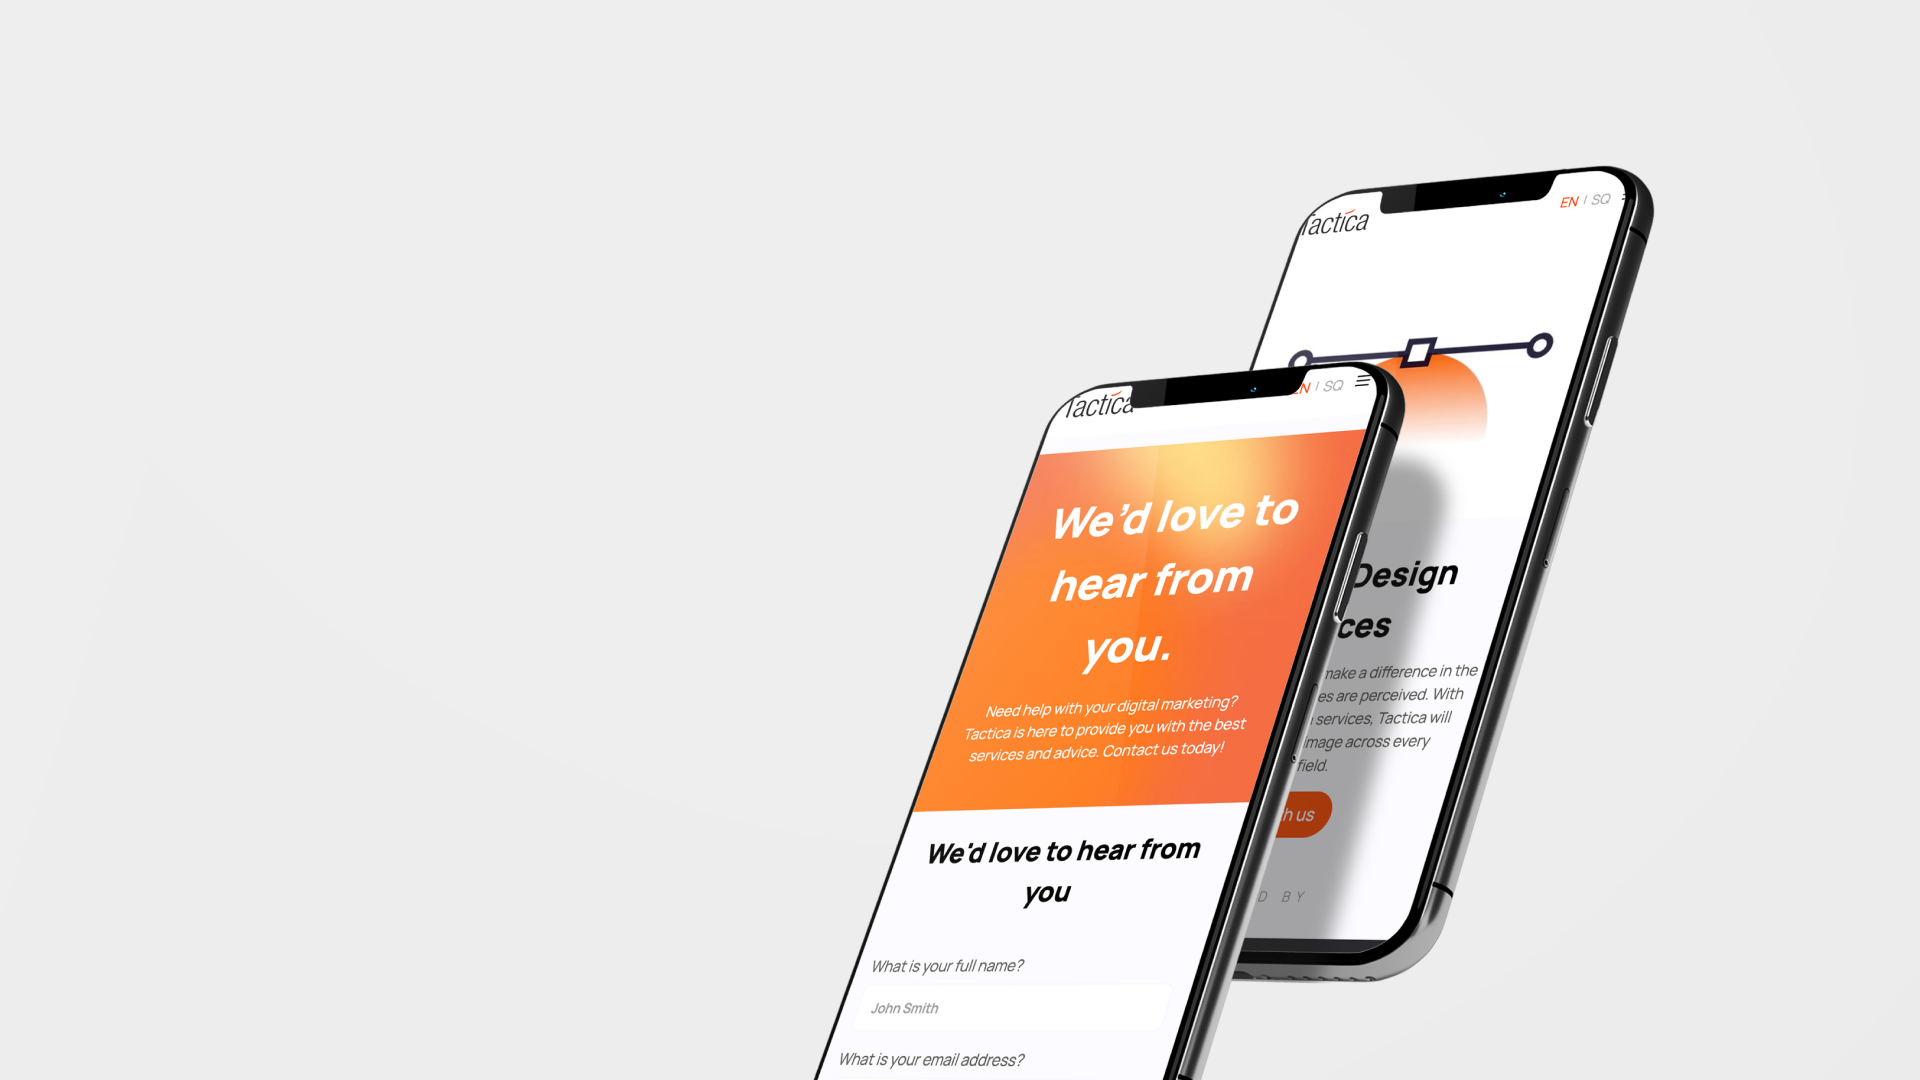 Tactica
EN | SQ
We'd love to
hear from
you.
Need help with your digital marketing?
Tactica is here to provide you with the best
services and advice. Contact us today!
We'd love to hear from
you
What is your full name?
John Smith
What is your email address?
Tactica
EN | SQ
Design
make a difference in the
are perceived. With
services, Tactica will
image across every
field.
us
BY